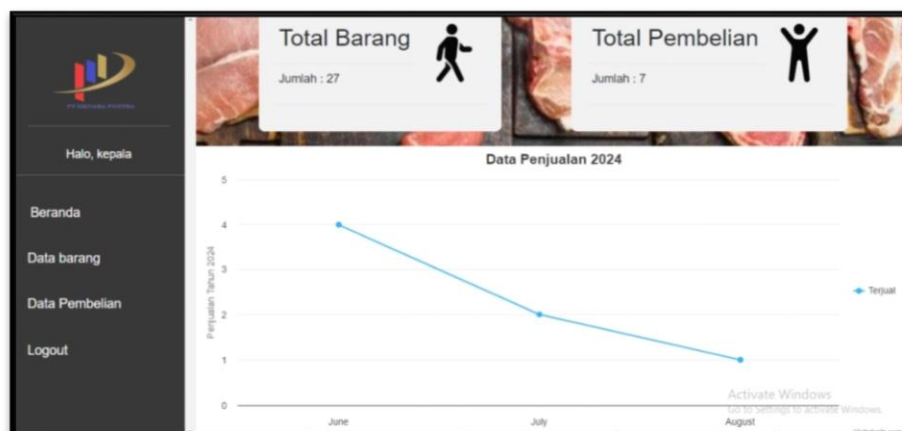 Halo, kepala
Beranda
Data barang
Data Pembelian
Logout
Total Barang
Jumlah : 27
Total Pembelian
Jumlah : 7
Data Penjualan 2024
Penjualan Tahun 2024
5
4
3
2
1
0
June
July
August
Terjual
Activate Windows
Go to Settings to activate Windows.